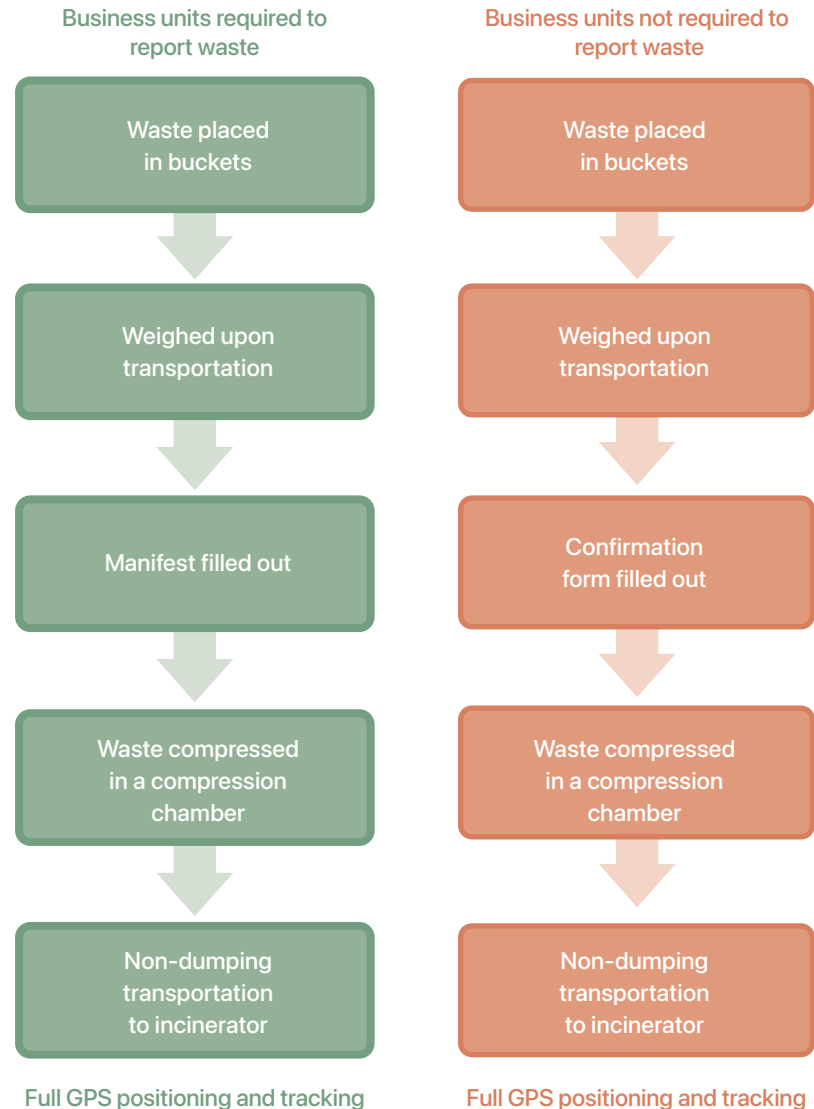 Business units required to
report waste
Waste placed
in buckets
Weighed upon
transportation
Manifest filled out
Waste compressed
in a compression
chamber
Non-dumping
transportation
to incinerator
Full GPS positioning and tracking
Business units not required to
report waste
Waste placed
in buckets
Weighed upon
transportation
Confirmation
form filled out
Waste compressed
in a compression
chamber
Non-dumping
transportation
to incinerator
Full GPS positioning and tracking